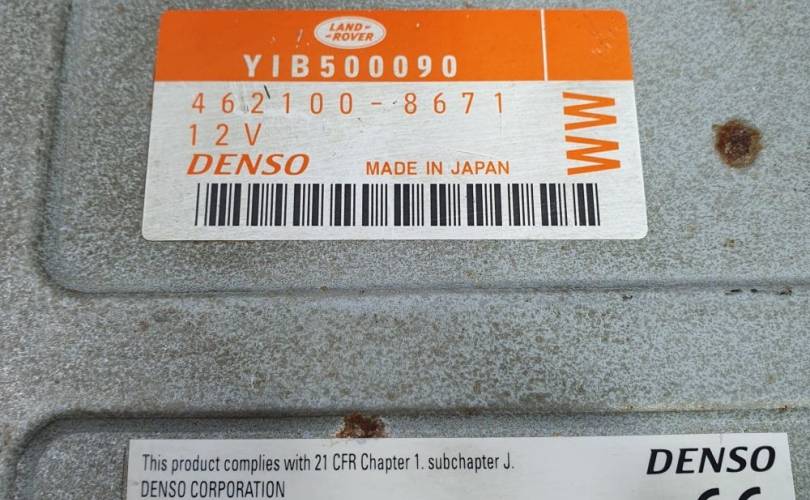 LAND-
-ROVER
YIB500090
462100-8671
12V
DENSO MADE IN JAPAN
WW
This product complies with 21 CFR Chapter 1. subchapter J.
DENSO
DENSO CORPORATION